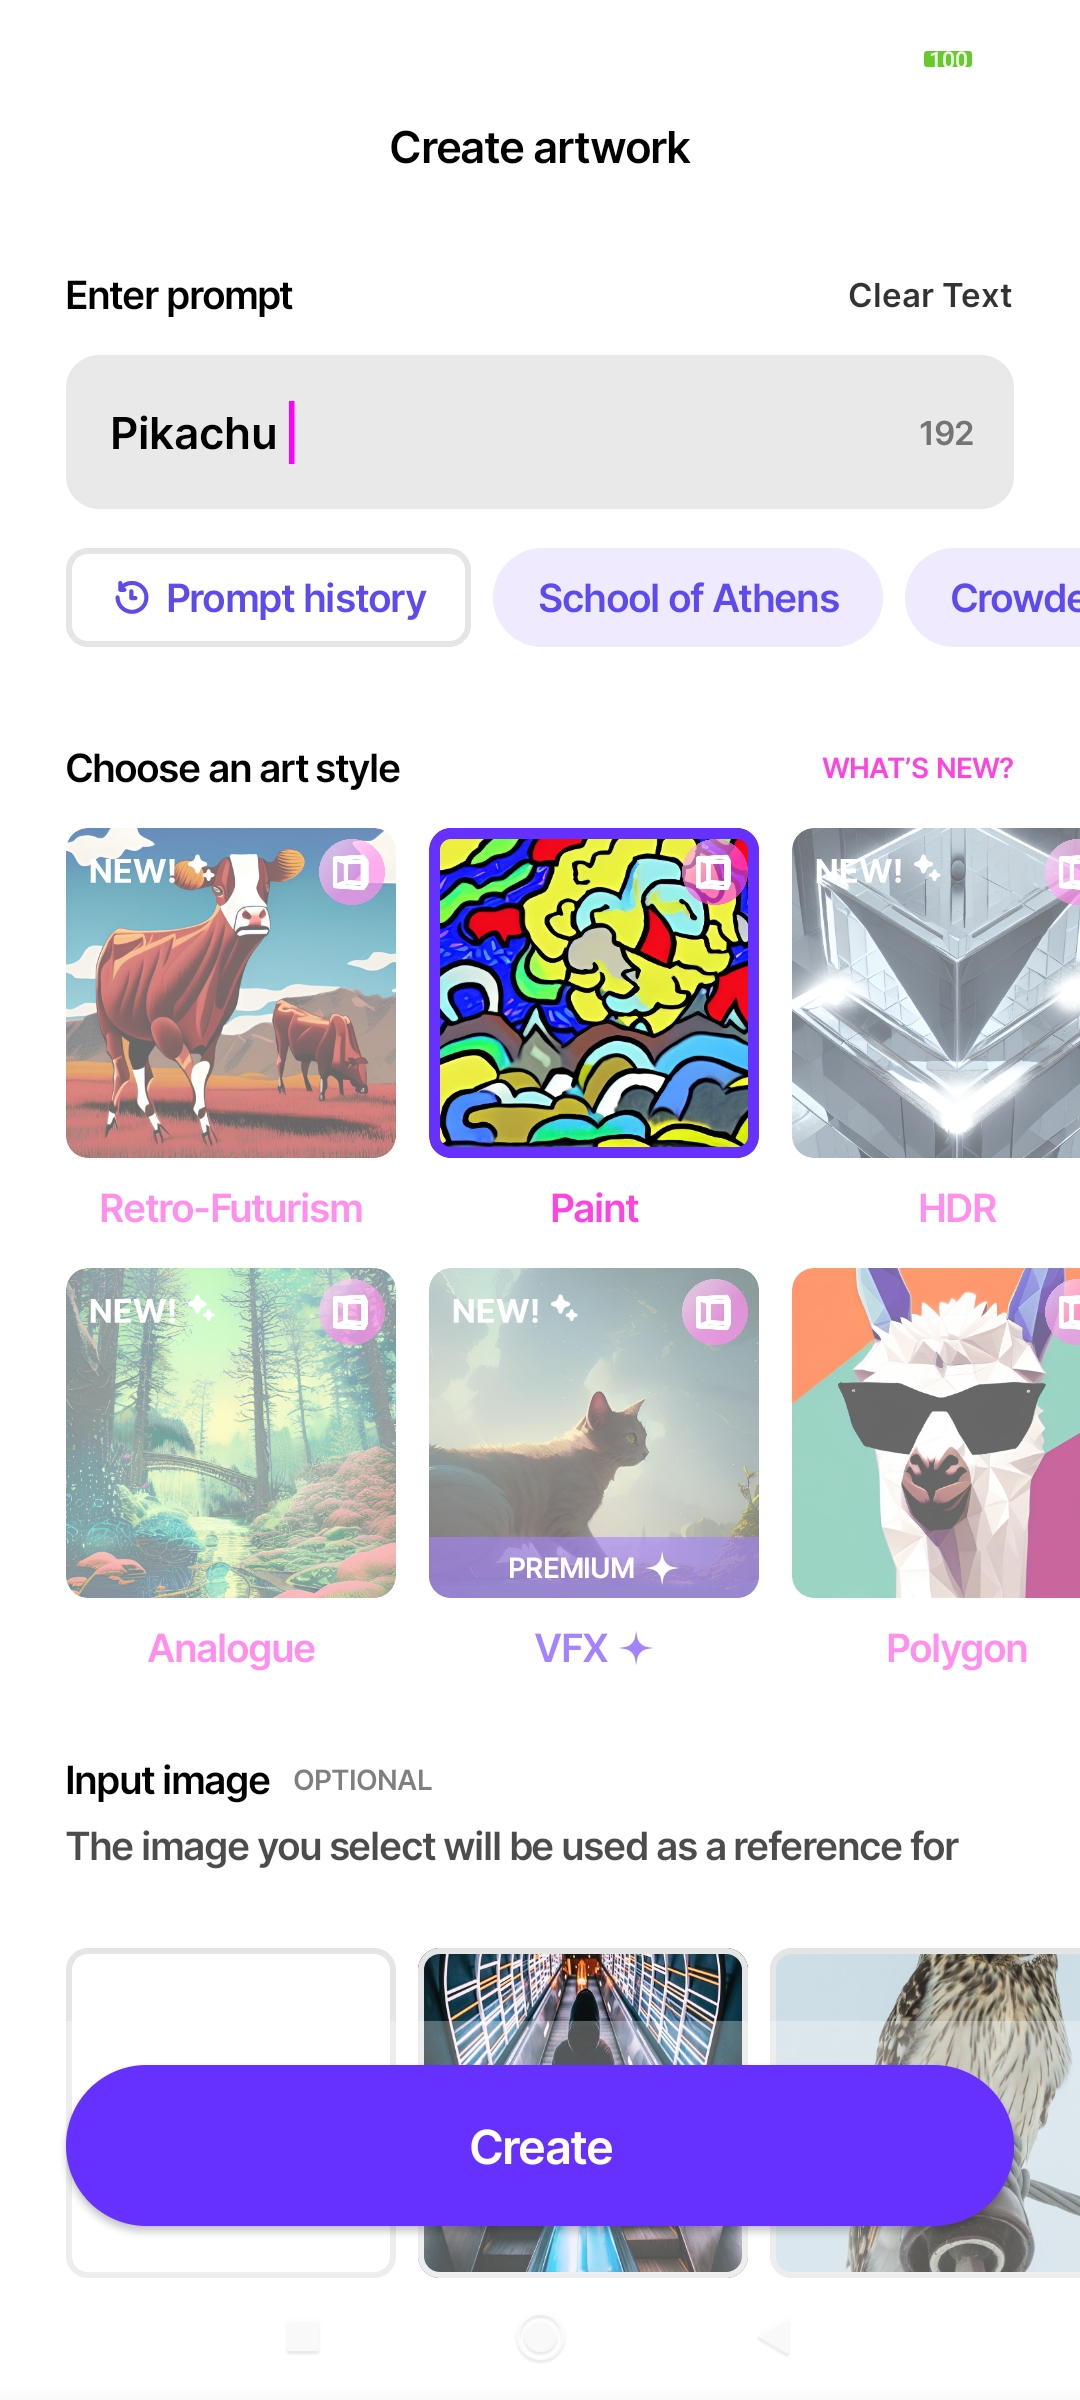 100
Create artwork
Enter prompt
Clear Text
Pikachu
192
Prompt history
School of Athens
Crowde
Choose an art style
WHAT'S NEW?
NEW!
NEW!
Retro-Futurism
Paint
HDR
NEW!
NEW!
PREMIUM
Analogue
VFX
Polygon
Input image OPTIONAL
The image you select will be used as a reference for
Create